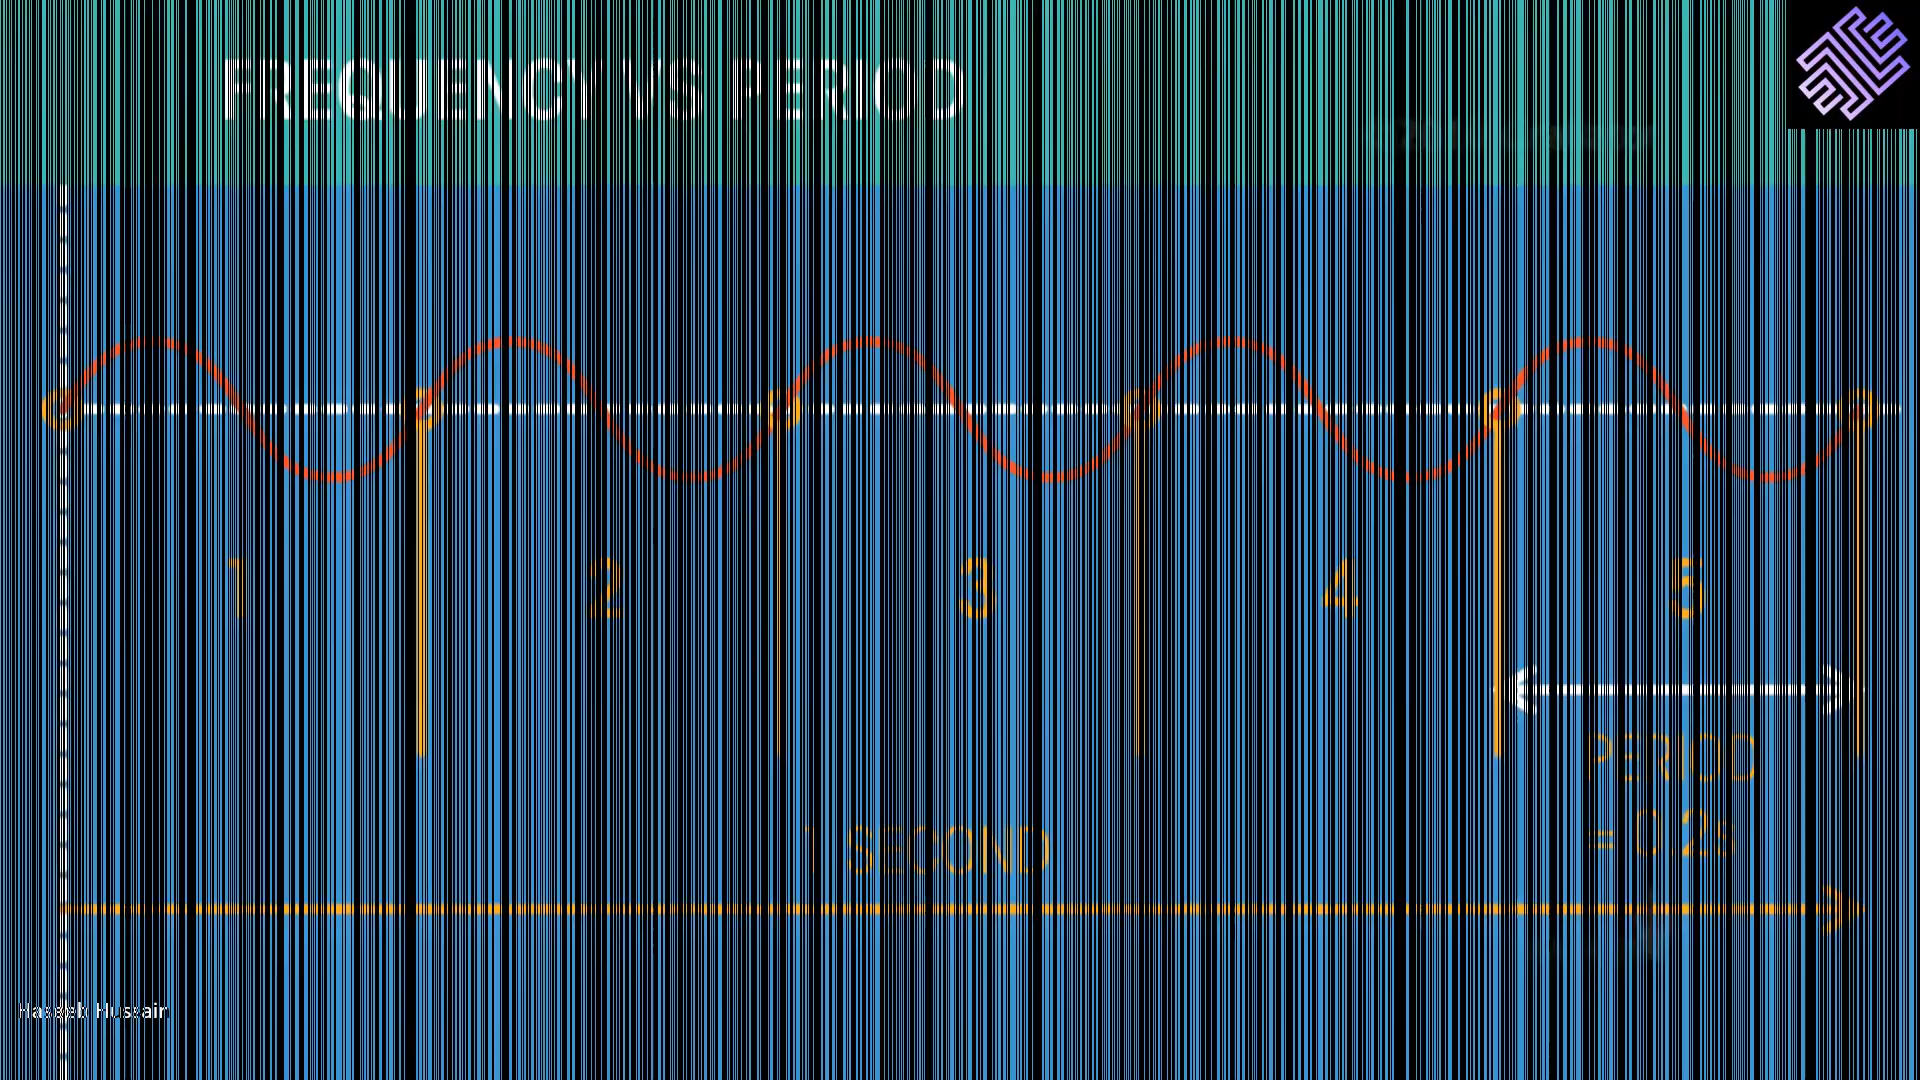 FREQUENCY VS PERIOD
1 2 3 4 5
PERIOD
= 0.2s
1 SECOND
Haseeb Hussain